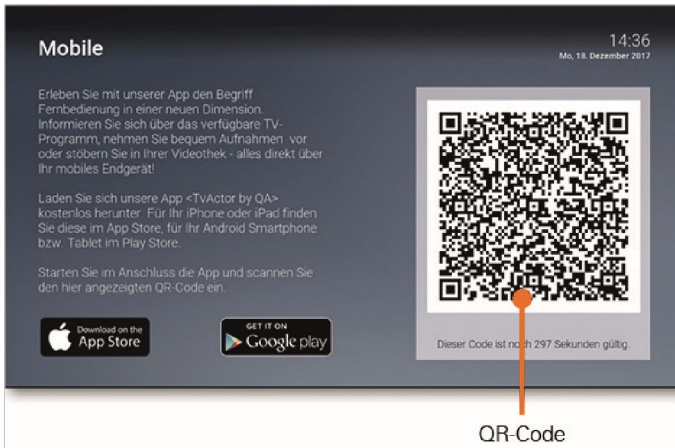 Mobile
14:36
Mo, 18. Dezember 2017
Erleben Sie mit unserer App den Begriff
Fernbedienung in einer neuen Dimension.
Informieren Sie sich über das verfügbare TV-
Programm, nehmen Sie bequem Aufnahmen vor
oder stöbern Sie in Ihrer Videothek - alles direkt über
Ihr mobiles Endgerät!
Laden Sie sich unsere App <TvActor by QA>
kostenlos herunter. Für Ihr iPhone oder iPad finden
Sie diese im App Store, für Ihr Android Smartphone
bzw. Tablet im Play Store.
Starten Sie im Anschluss die App und scannen Sie
den hier angezeigten QR-Code ein.
Download on the
App Store
GET IT ON
Google play
Dieser Code ist noch 297 Sekunden gültig.
QR-Code